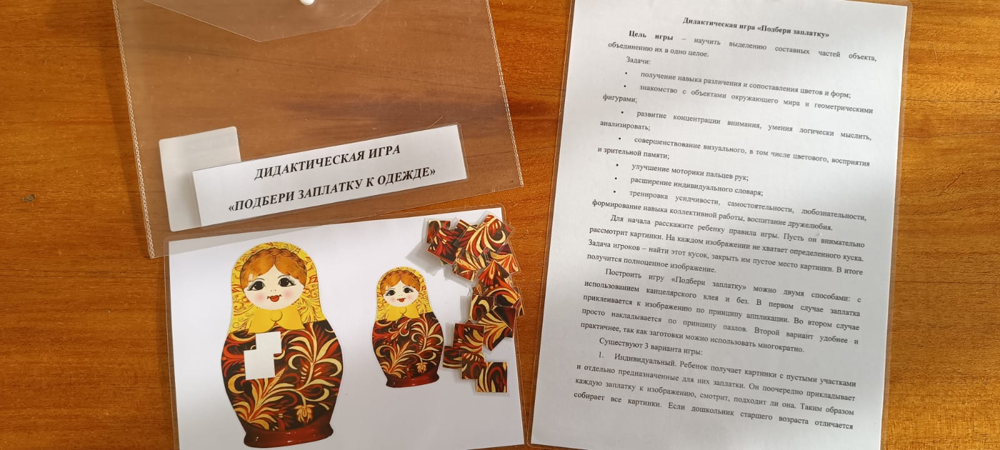 ДИДАКТИЧЕСКАЯ ИГРА
«ПОДБЕРИ ЗАПЛАТКУ К ОДЕЖДЕ»
Дидактическая игра «Подбери заплатку»
Цель игры – научить выделению составных частей объекта,
объединению их в одно целое.
Задачи:
• получение навыка различения и сопоставления цветов и форм;
• знакомство с объектами окружающего мира и геометрическими
фигурами;
• развитие концентрации внимания, умения логически мыслить,
анализировать;
• совершенствование визуального, в том числе цветового, восприятия
и зрительной памяти;
• улучшение моторики пальцев рук;
• расширение индивидуального словаря;
• тренировка усидчивости, самостоятельности, любознательности,
формирование навыка коллективной работы, воспитание дружелюбия.
Для начала расскажите ребенку правила игры. Пусть он внимательно
рассмотрит картинки. На каждом изображении не хватает определенного куска.
Задача игроков – найти этот кусок, закрыть им пустое место картинки. В итоге
получится полноценное изображение.
Построить игру «Подбери заплатку» можно двумя способами: с
использованием канцелярского клея и без. В первом случае заплатка
приклеивается к изображению по принципу аппликации. Во втором случае
просто накладывается по принципу пазлов. Второй вариант удобнее и
практичнее, так как заготовки можно использовать многократно.
Существуют 3 варианта игры:
1. Индивидуальный. Ребенок получает картинки с пустыми участками
и отдельно предназначенные для них заплатки. Он поочередно прикладывает
каждую заплатку к изображению, смотрит, подходит ли она. Таким образом
собирает все картинки. Если дошкольник старшего возраста отличается